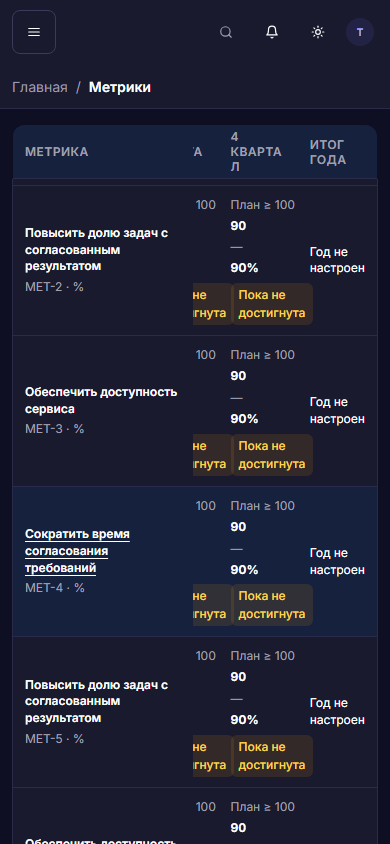 T
Главная / Метрики
МЕТРИКА
4
КВАРТА
Л
ИТОГ
ГОДА
100
План ≥ 100
90
—
90%
Повысить долю задач с
согласованным
результатом
МЕТ-2 · %
не
Пока не
достигнута
Год не
настроен
100
План ≥ 100
90
—
90%
Обеспечить доступность
сервиса
МЕТ-3 · %
не
Пока не
достигнута
Год не
настроен
100
План ≥ 100
90
—
90%
Сократить время
согласования
требований
МЕТ-4 · %
не
Пока не
достигнута
Год не
настроен
100
План ≥ 100
90
—
90%
Повысить долю задач с
согласованным
результатом
МЕТ-5 · %
не
Пока не
достигнута
Год не
настроен
100
План ≥ 100
90
Обеспечить доступность